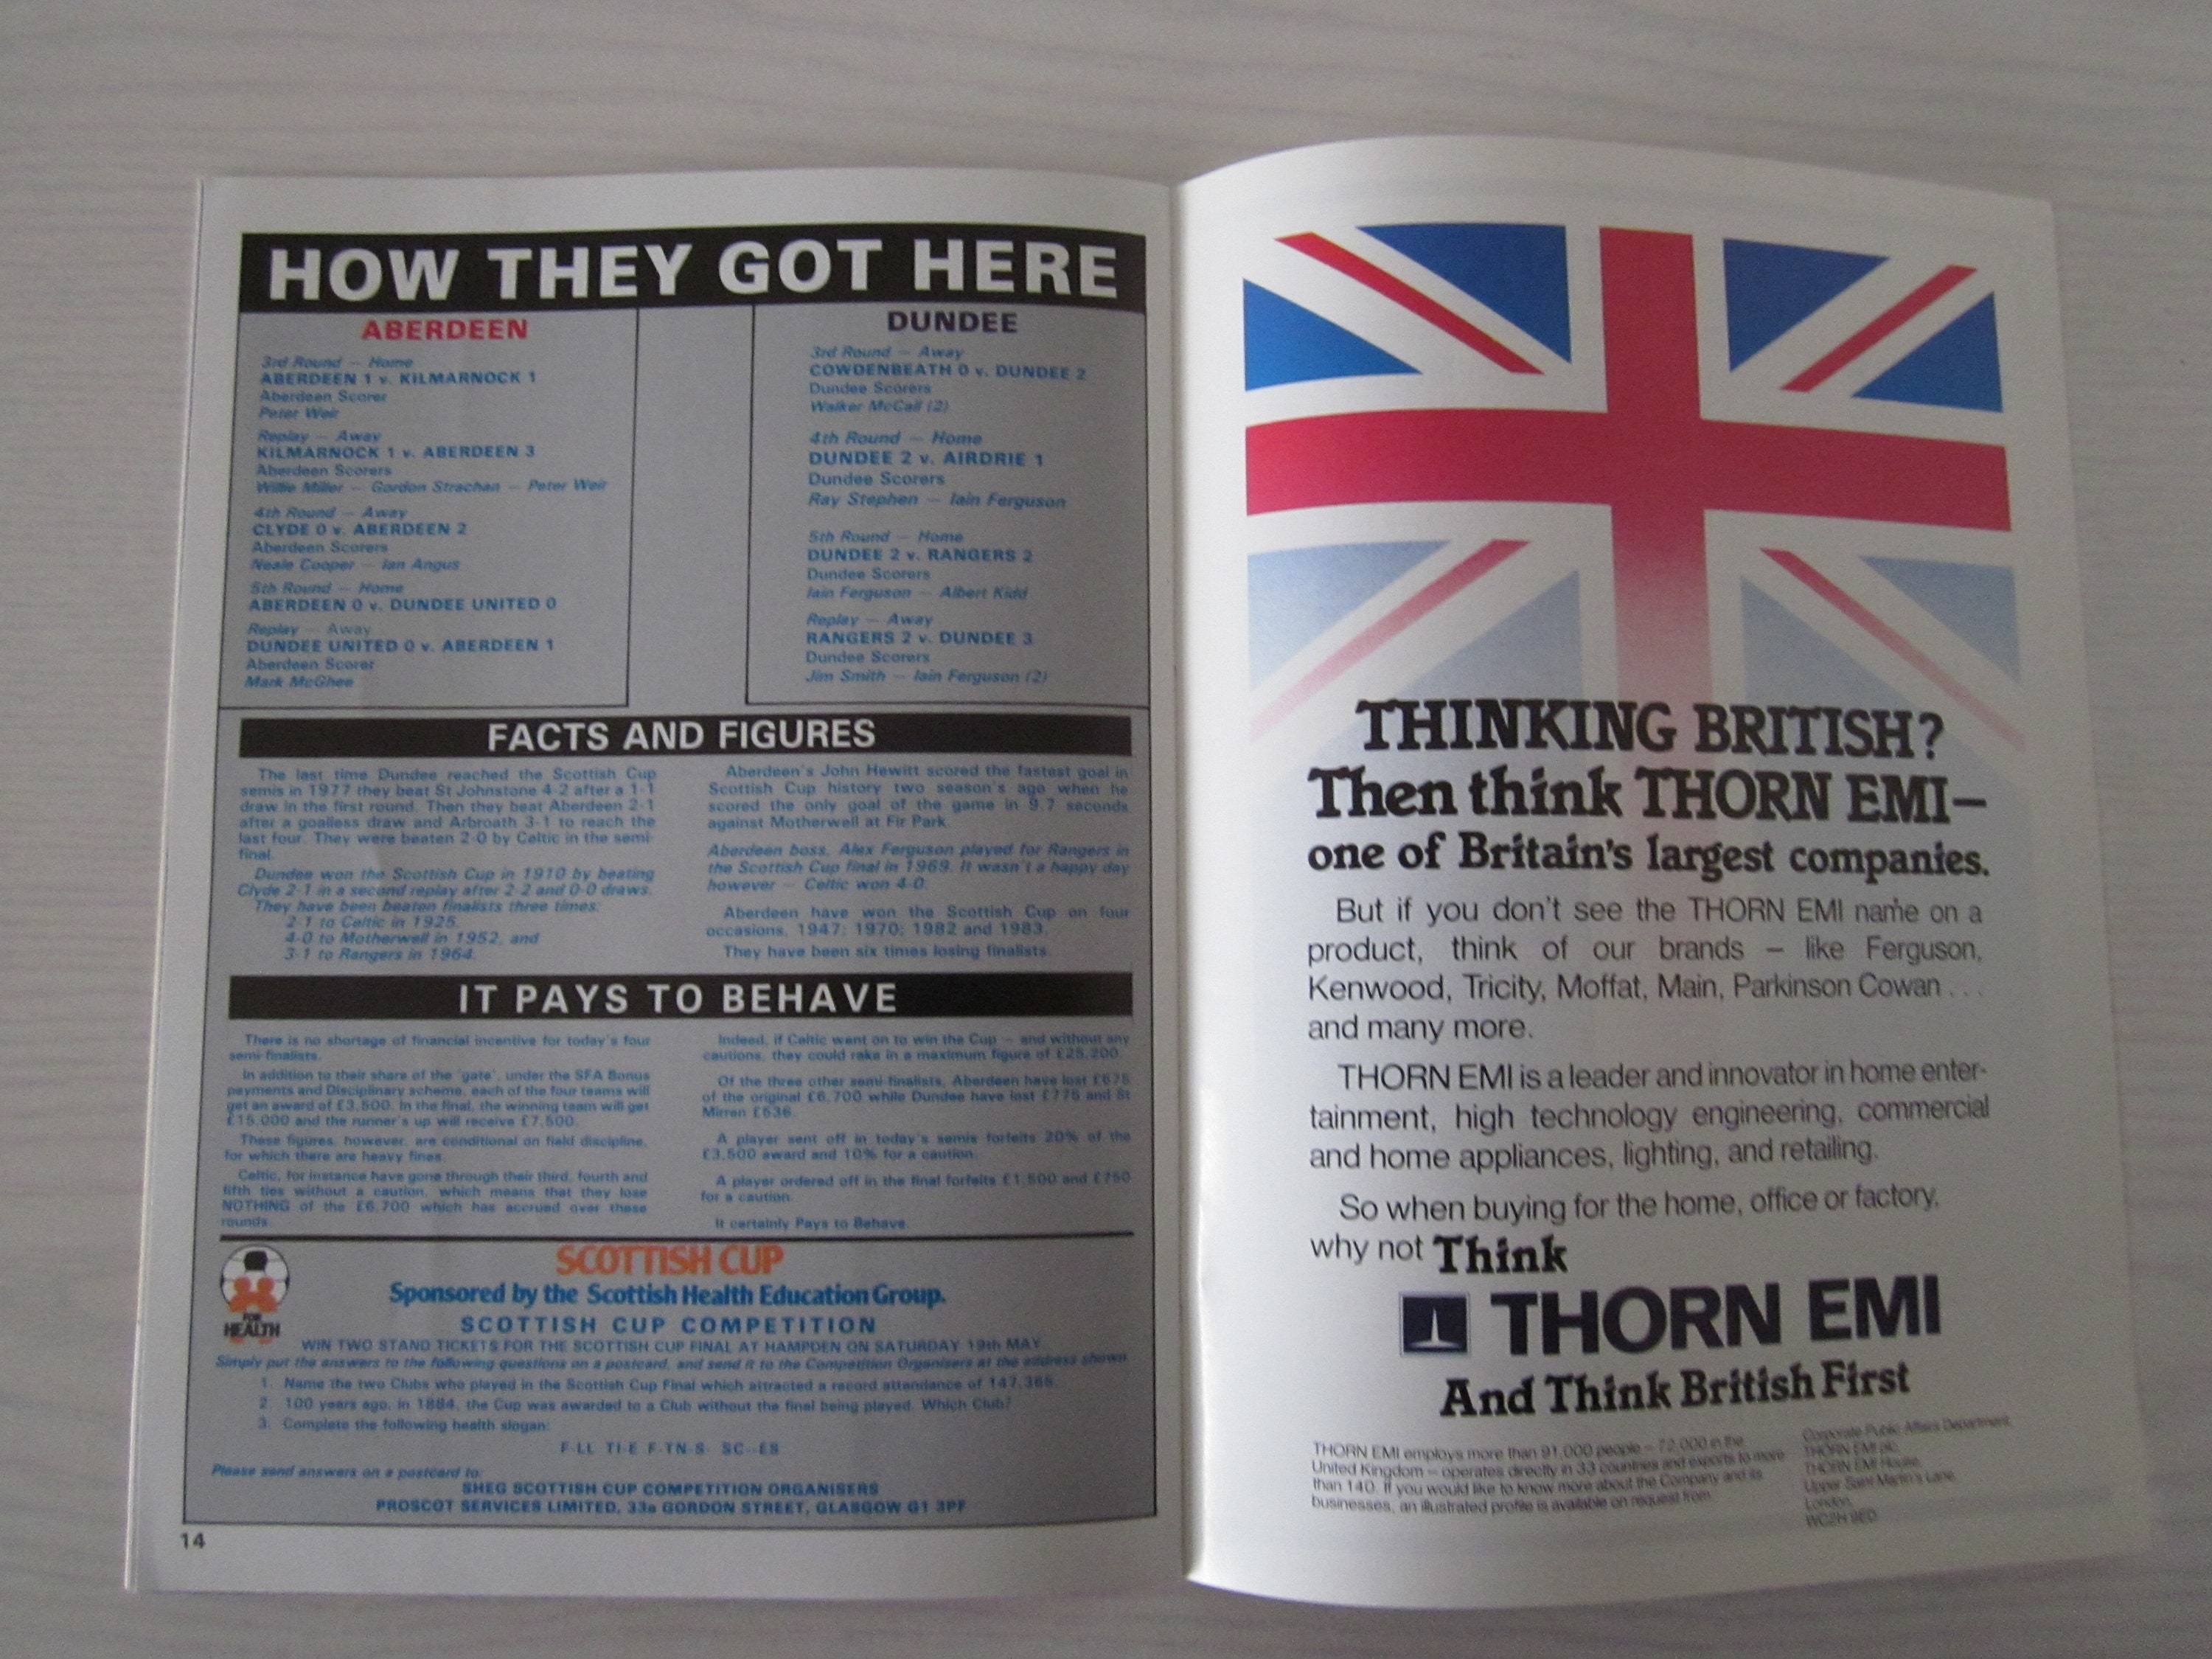 HOW THEY GOT HERE
ABERDEEN
3rd Round — Home
ABERDEEN 1 v. KILMARNOCK 1
Aberdeen Scorer
Peter Weir
Replay — Away
KILMARNOCK 1 v. ABERDEEN 3
Aberdeen Scorers
Willie Miller — Gordon Strachan — Peter Weir
4th Round — Away
CLYDE 0 v. ABERDEEN 2
Aberdeen Scorers
Neale Cooper — Ian Angus
5th Round — Home
ABERDEEN 0 v. DUNDEE UNITED 0
Replay — Away
DUNDEE UNITED 0 v. ABERDEEN 1
Aberdeen Scorer
Mark McGhee
DUNDEE
3rd Round — Away
COWDENBEATH 0 v. DUNDEE 2
Dundee Scorers
Walker McCall (2)
4th Round — Home
DUNDEE 2 v. AIRDRIE 1
Dundee Scorers
Ray Stephen — Iain Ferguson
5th Round — Home
DUNDEE 2 v. RANGERS 2
Dundee Scorers
Iain Ferguson — Albert Kidd
Replay — Away
RANGERS 2 v. DUNDEE 3
Dundee Scorers
Jim Smith — Iain Ferguson (2)
FACTS AND FIGURES
The last time Dundee reached the Scottish Cup
semis in 1977 they beat St Johnstone 4-2 after a 1-1
draw in the first round. Then they beat Aberdeen 2-1
after a goalless draw and Arbroath 3-1 to reach the
last four. They were beaten 2-0 by Celtic in the semi-
final.
Dundee won the Scottish Cup in 1910 by beating
Clyde 2-1 in a second replay after 2-2 and 0-0 draws.
They have been beaten finalists three times:
2-1 to Celtic in 1925,
4-0 to Motherwell in 1952, and
3-1 to Rangers in 1964.
Aberdeen's John Hewitt scored the fastest goal in
Scottish Cup history two season's ago when he
scored the only goal of the game in 9.7 seconds
against Motherwell at Fir Park.
Aberdeen boss, Alex Ferguson played for Rangers in
the Scottish Cup final in 1969. It wasn't a happy day
however — Celtic won 4-0.
Aberdeen have won the Scottish Cup on four
occasions, 1947; 1970; 1982 and 1983.
They have been six times losing finalists.
IT PAYS TO BEHAVE
There is no shortage of financial incentive for today's four
semi-finalists.
In addition to their share of the 'gate', under the SFA Bonus
payments and Disciplinary scheme, each of the four teams will
get an award of £3,500. In the final, the winning team will get
£15,000 and the runner's up will receive £7,500.
These figures, however, are conditional on field discipline,
for which there are heavy fines.
Celtic, for instance have gone through their third, fourth and
fifth ties without a caution, which means that they lose
NOTHING of the £6,700 which has accrued over these
rounds.
Indeed, if Celtic went on to win the Cup — and without any
cautions, they could rake in a maximum figure of £25,200.
Of the three other semi-finalists, Aberdeen have lost £675
of the original £6,700 while Dundee have lost £775 and St
Mirren £536.
A player sent off in today's semis forfeits 20% of the
£3,500 award and 10% for a caution.
A player ordered off in the final forfeits £1,500 and £750
for a caution.
It certainly Pays to Behave.
FOR
HEALTH
SCOTTISH CUP
Sponsored by the Scottish Health Education Group.
SCOTTISH CUP COMPETITION
WIN TWO STAND TICKETS FOR THE SCOTTISH CUP FINAL AT HAMPDEN ON SATURDAY 19th MAY.
Simply put the answers to the following questions on a postcard, and send it to the Competition Organisers at the address shown.
1. Name the two Clubs who played in the Scottish Cup Final which attracted a record attendance of 147,365.
2. 100 years ago, in 1884, the Cup was awarded to a Club without the final being played. Which Club?
3. Complete the following health slogan:
F-LL TI-E F-TN-S- SC--ES
Please send answers on a postcard to:
SHEG SCOTTISH CUP COMPETITION ORGANISERS
PROSCOT SERVICES LIMITED, 33a GORDON STREET, GLASGOW G1 3PF
14
THINKING BRITISH?
Then think THORN EMI–
one of Britain's largest companies.
But if you don't see the THORN EMI name on a
product, think of our brands – like Ferguson,
Kenwood, Tricity, Moffat, Main, Parkinson Cowan ...
and many more.
THORN EMI is a leader and innovator in home enter-
tainment, high technology engineering, commercial
and home appliances, lighting, and retailing.
So when buying for the home, office or factory,
why not Think
THORN EMI
And Think British First
THORN EMI employs more than 91,000 people – 72,000 in the
United Kingdom – operates directly in 33 countries and exports to more
than 140. If you would like to know more about the Company and its
businesses, an illustrated profile is available on request from:
Corporate Public Affairs Department,
THORN EMI plc,
THORN EMI House,
Upper Saint Martin's Lane,
London,
WC2H 9ED.